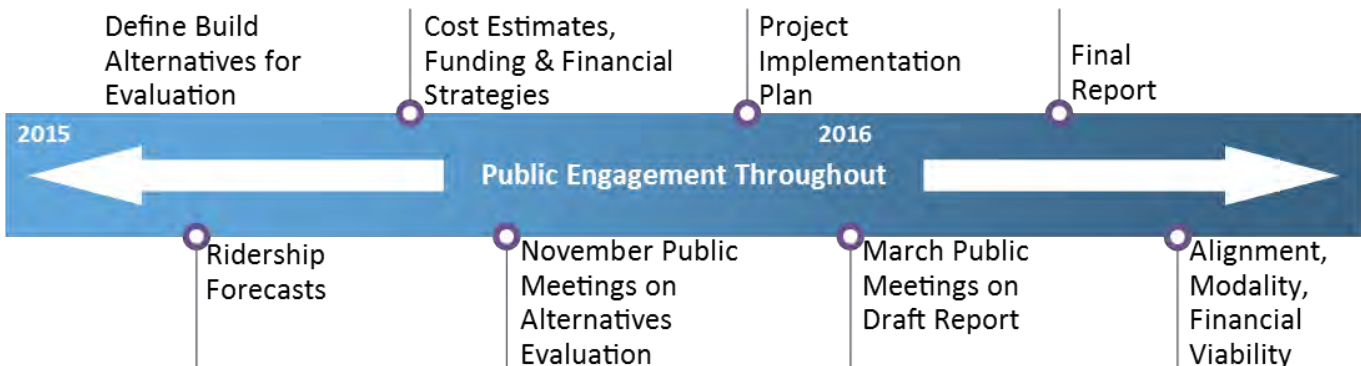 Define Build
Alternatives for
Evaluation
Cost Estimates,
Funding & Financial
Strategies
Project
Implementation
Plan
Final
Report
2015
2016
Public Engagement Throughout
Ridership
Forecasts
November Public
Meetings on
Alternatives
Evaluation
March Public
Meetings on
Draft Report
Alignment,
Modality,
Financial
Viability